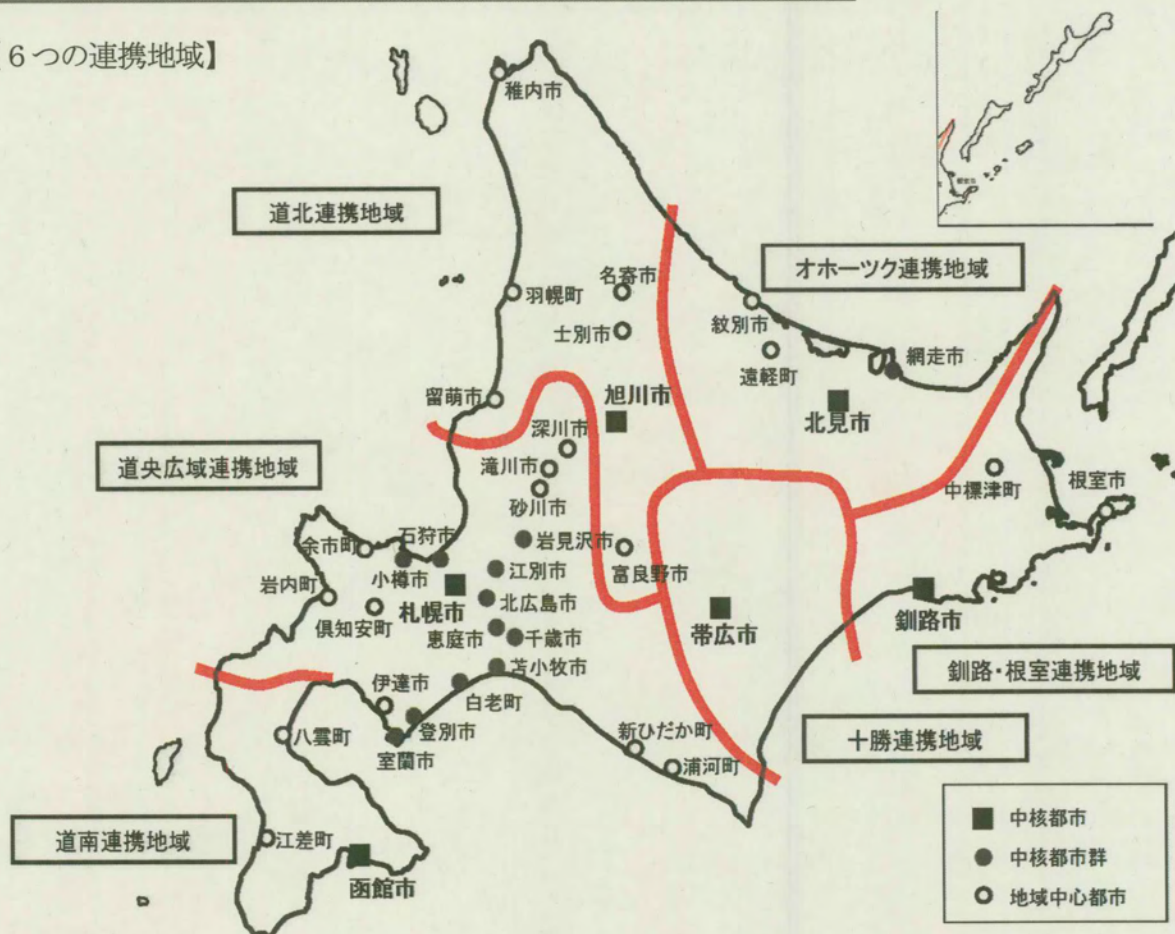 6つの連携地域】
稚内市
道北連携地域
オホーツク連携地域
名寄市
羽幌町
紋別市
士別市
網走市
遠軽町
留萌市
旭川市
北見市
深川市
道央広域連携地域
滝川市
中標津町
根室市
砂川市
石狩市
岩見沢市
余市町
富良野市
小樽市
江別市
岩内町
札幌市
北広島市
釧路市
倶知安町
帯広市
恵庭市
千歳市
苫小牧市
釧路・根室連携地域
伊達市
白老町
登別市
新ひだか町
十勝連携地域
八雲町
室蘭市
浦河町
中核都市
道南連携地域
江差町
中核都市群
函館市
地域中心都市